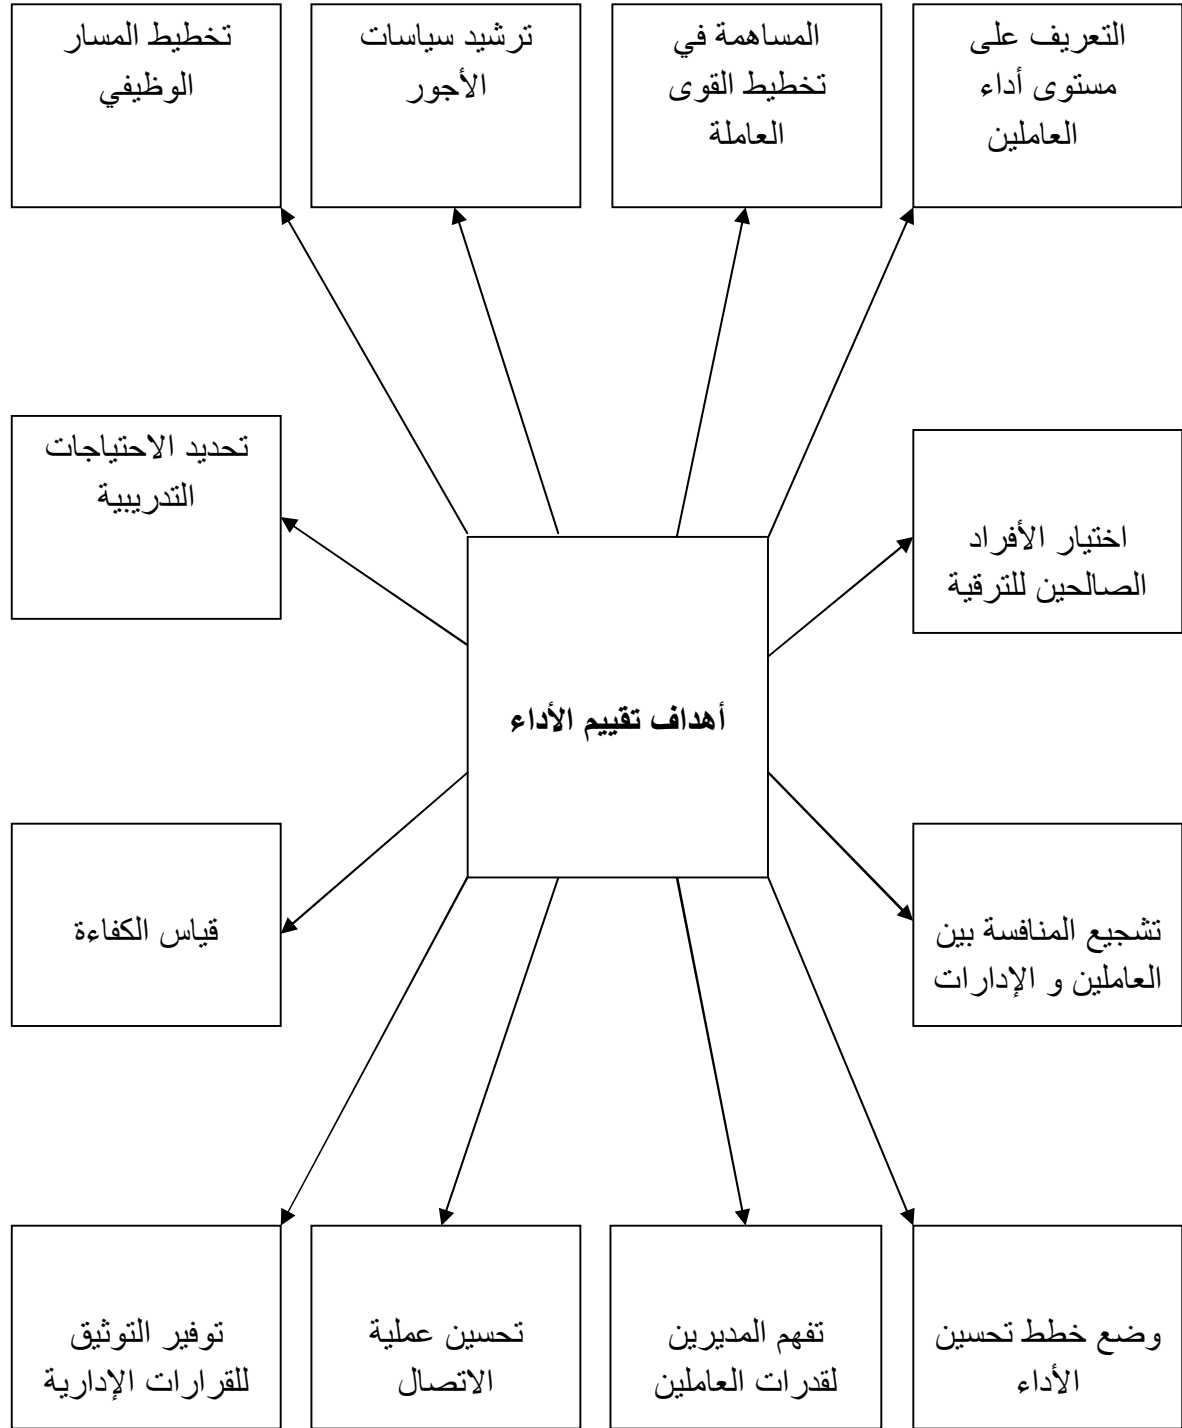 التعريف على
مستوى أداء
العاملين
المساهمة في
تخطيط القوى
العاملة
ترشيد سياسات
الأجور
تخطيط المسار
الوظيفي
اختيار الأفراد
الصالحين للترقية
تحديد الاحتياجات
التدريبية
أهداف تقييم الأداء
تشجيع المنافسة بين
العاملين و الإدارات
قياس الكفاءة
وضع خطط تحسين
الأداء
تفهم المديرين
لقدرات العاملين
تحسين عملية
الاتصال
توفير التوثيق
للقرارات الإدارية